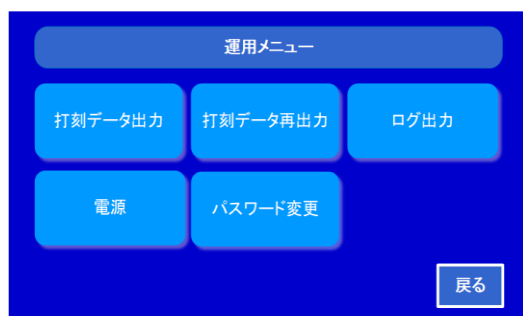 運用メニュー
打刻データ出力
打刻データ再出力
ログ出力
電源
パスワード変更
戻る